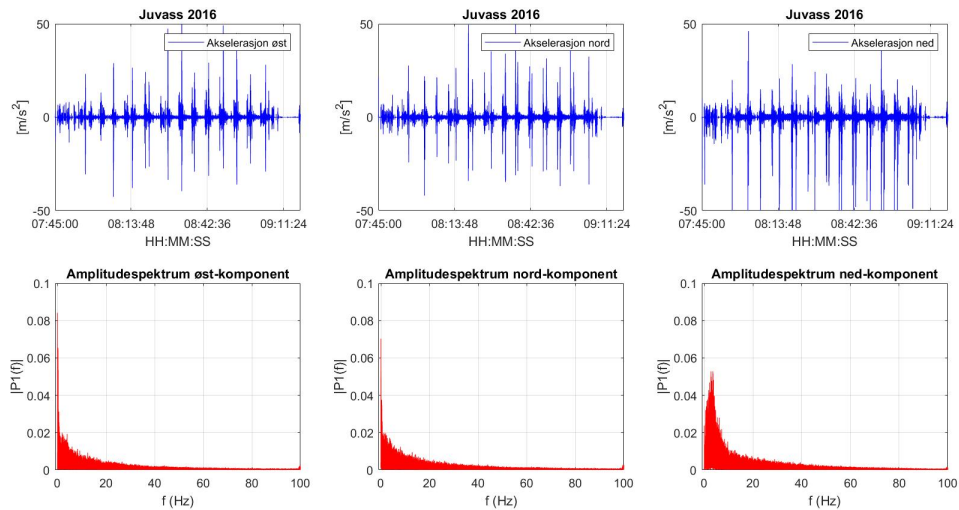 Juvass 2016
Akselerasjon øst
50
0
-50
[m/s²]
07:45:00 08:13:48 08:42:36 09:11:24
HH:MM:SS
Juvass 2016
Akselerasjon nord
50
0
-50
[m/s²]
07:45:00 08:13:48 08:42:36 09:11:24
HH:MM:SS
Juvass 2016
Akselerasjon ned
50
0
-50
[m/s²]
07:45:00 08:13:48 08:42:36 09:11:24
HH:MM:SS
Amplitudespektrum øst-komponent
0.1
0.08
0.06
0.04
0.02
0
|P1(f)|
0 20 40 60 80 100
f (Hz)
Amplitudespektrum nord-komponent
0.1
0.08
0.06
0.04
0.02
0
|P1(f)|
0 20 40 60 80 100
f (Hz)
Amplitudespektrum ned-komponent
0.1
0.08
0.06
0.04
0.02
0
|P1(f)|
0 20 40 60 80 100
f (Hz)